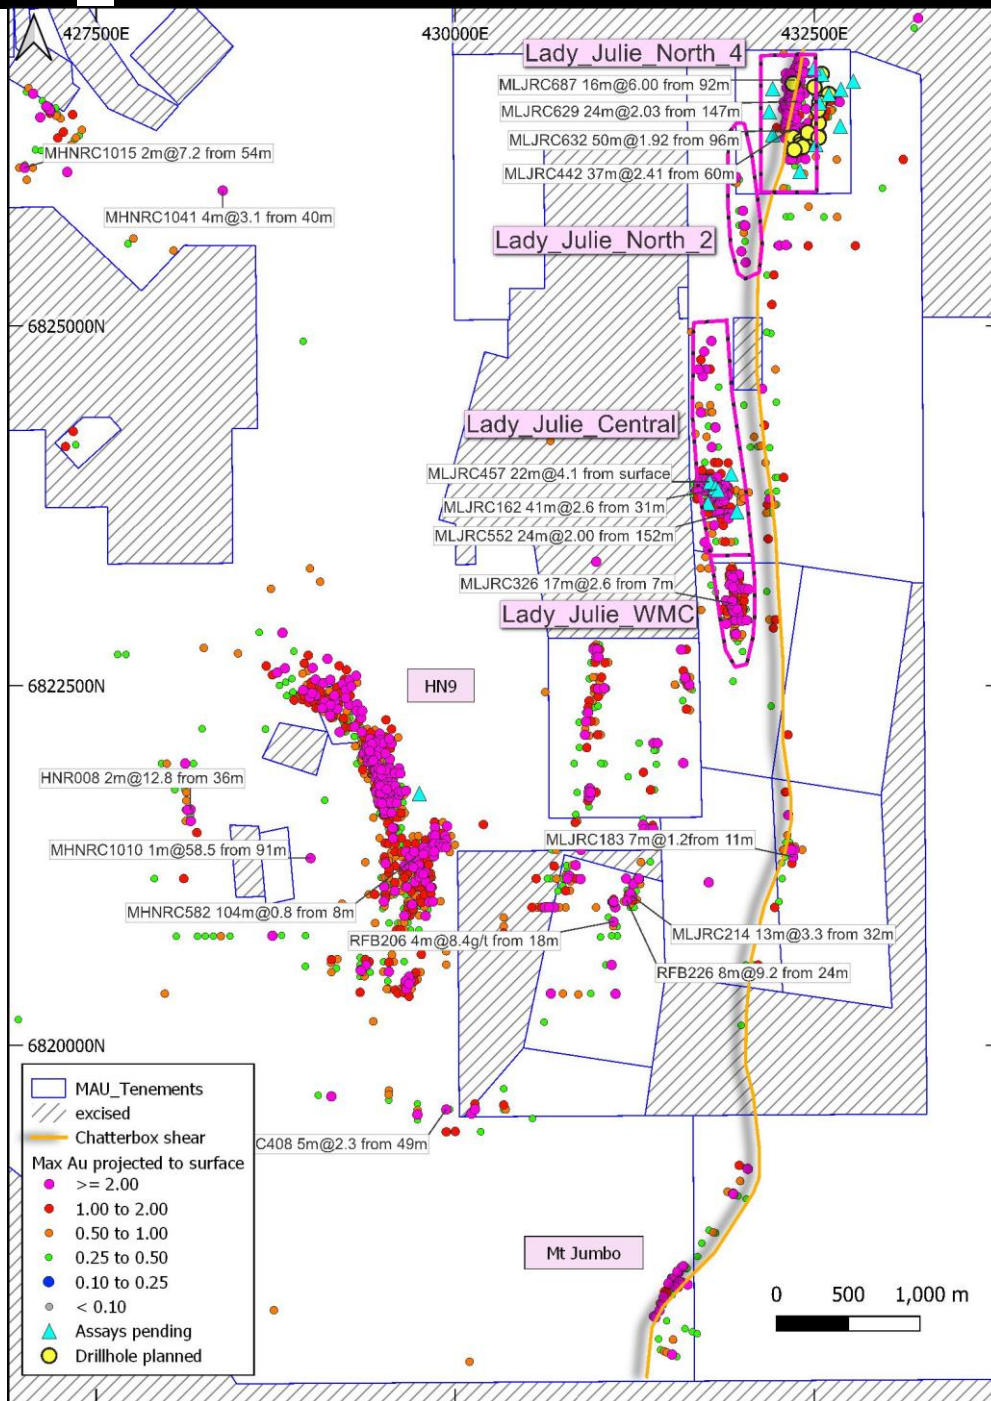 427500E
430000E
432500E
Lady_Julie_North_4
MLJRC687 16m@6.00 from 92m
MLJRC629 24m@2.03 from 147m
MLJRC632 50m@1.92 from 96m
MLJRC442 37m@2.41 from 60m
MHNRC1015 2m@7.2 from 54m
MHNRC1041 4m@3.1 from 40m
Lady_Julie_North_2
6825000N
Lady_Julie_Central
MLJRC457 22m@4.1 from surface
MLJRC162 41m@2.6 from 31m
MLJRC552 24m@2.00 from 152m
MLJRC326 17m@2.6 from 7m
Lady_Julie_WMC
6822500N
HN9
HNR008 2m@12.8 from 36m
MLJRC183 7m@1.2from 11m
MHNRC1010 1m@58.5 from 91m
MHNRC582 104m@0.8 from 8m
RFB206 4m@8.4g/t from 18m
MLJRC214 13m@3.3 from 32m
RFB226 8m@9.2 from 24m
6820000N
C408 5m@2.3 from 49m
Mt Jumbo
MAU_Tenements
excised
Chatterbox shear
Max Au projected to surface
>= 2.00
1.00 to 2.00
0.50 to 1.00
0.25 to 0.50
0.10 to 0.25
< 0.10
Assays pending
Drillhole planned
0 500 1,000 m